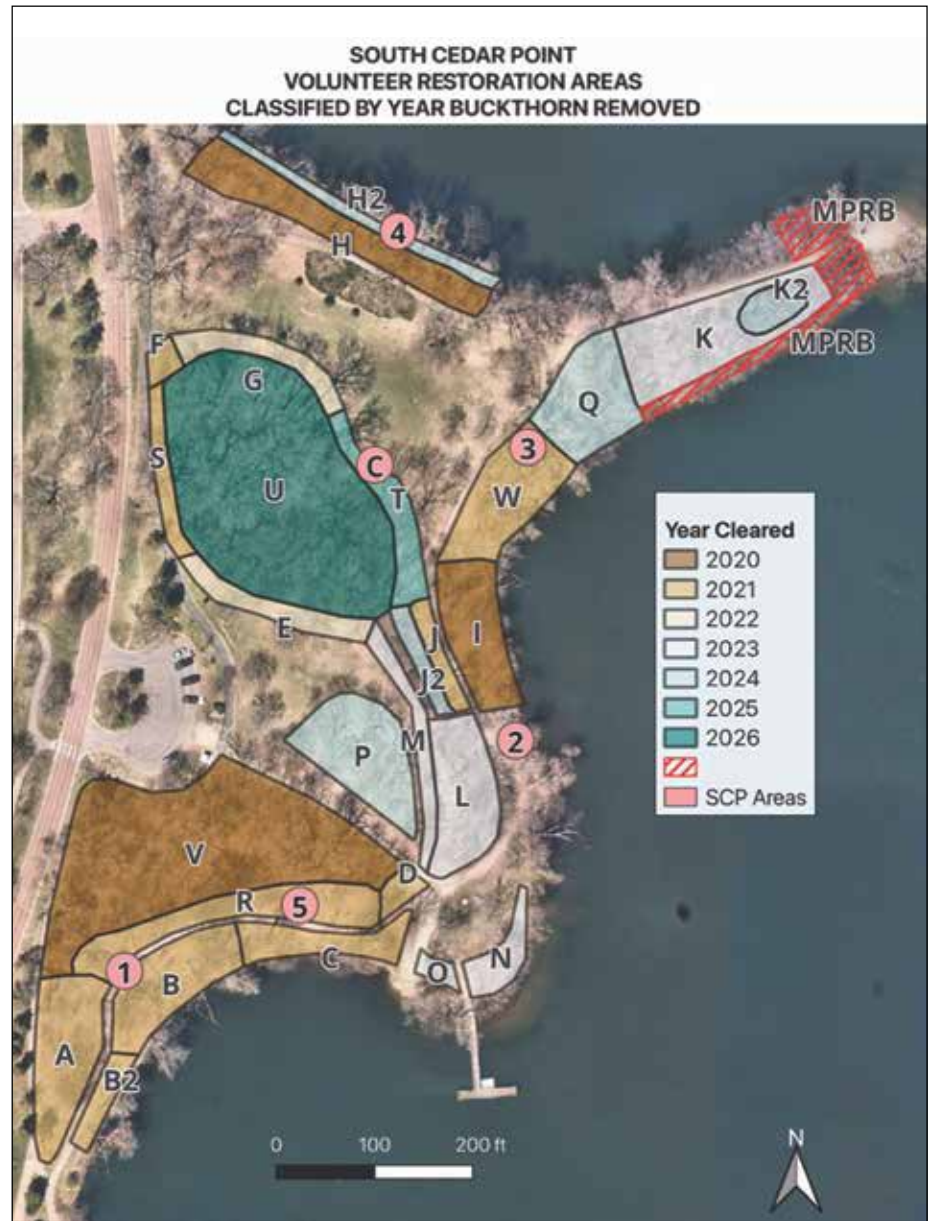 SOUTH CEDAR POINT
VOLUNTEER RESTORATION AREAS
CLASSIFIED BY YEAR BUCKTHORN REMOVED
H2
4
H
MPRB
K2
K
MPRB
F
G
Q
S
C
3
U
T
W
Year Cleared
2020
2021
2022
2023
2024
2025
2026
SCP Areas
E
J
I
J2
M
2
P
L
V
D
R
5
C
1
B
O
N
A
B2
0 100 200 ft
N